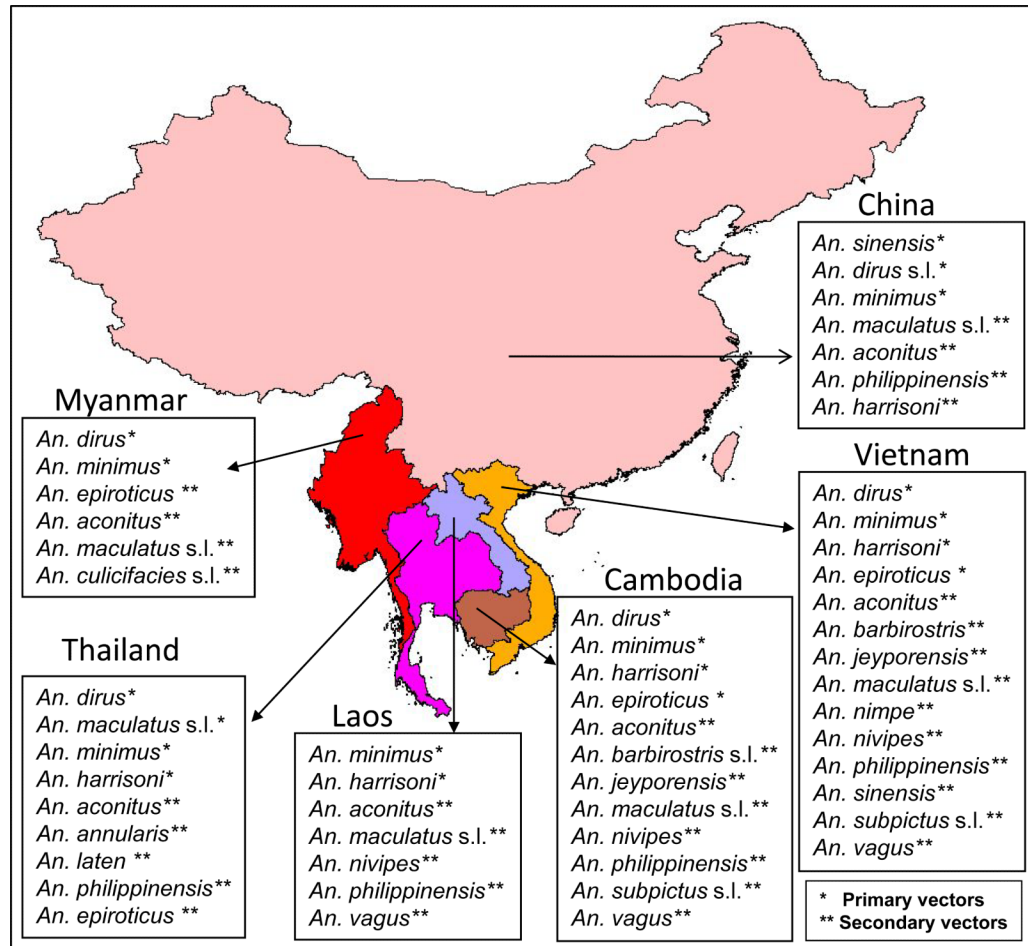 China
An. sinensis*
An. dirus s.l.*
An. minimus*
An. maculatus s.l.**
An. aconitus**
An. philippinensis**
An. harrisoni**
Myanmar
An. dirus*
An. minimus*
An. epiroticus **
An. aconitus**
An. maculatus s.l.**
An. culicifacies s.l.**
Vietnam
An. dirus*
An. minimus*
An. harrisoni*
An. epiroticus *
An. aconitus**
An. barbirostris**
An. jeyporensis**
An. maculatus s.l.**
An. nimpe**
An. nivipes**
An. philippinensis**
An. sinensis**
An. subpictus s.l.**
An. vagus**
Cambodia
An. dirus*
An. minimus*
An. harrisoni*
An. epiroticus *
An. aconitus**
An. barbirostris s.l.**
An. jeyporensis**
An. maculatus s.l.**
An. nivipes**
An. philippinensis**
An. subpictus s.l.**
An. vagus**
Thailand
An. dirus*
An. maculatus s.l.*
An. minimus*
An. harrisoni*
An. aconitus**
An. annularis**
An. laten **
An. philippinensis**
An. epiroticus **
Laos
An. minimus*
An. harrisoni*
An. aconitus**
An. maculatus s.l.**
An. nivipes**
An. philippinensis**
An. vagus**
* Primary vectors
** Secondary vectors